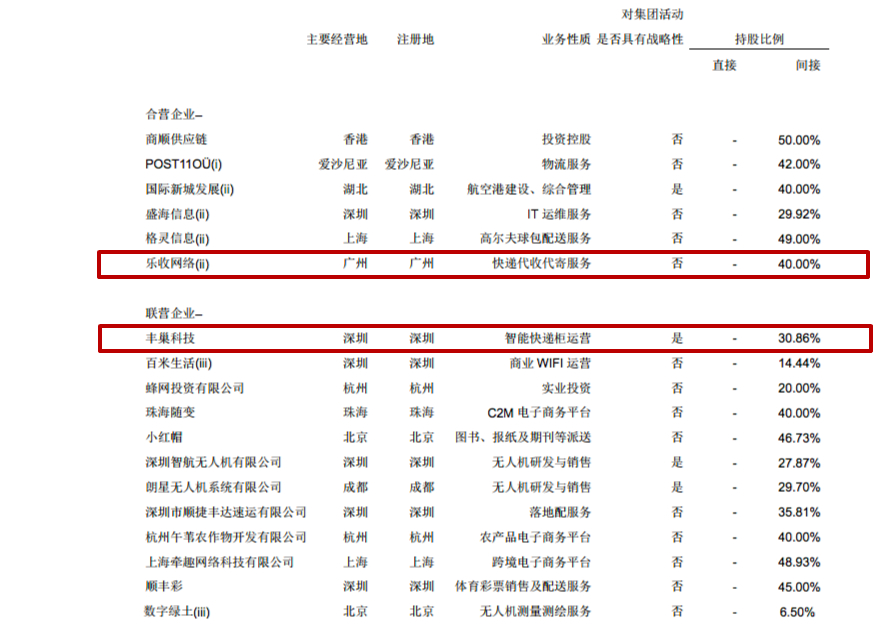 对集团活动
主要经营地 注册地 业务性质 是否具有战略性 持股比例
直接 间接
合营企业–
商顺供应链 香港 香港 投资控股 否 - 50.00%
POST11OÜ(i) 爱沙尼亚 爱沙尼亚 物流服务 否 - 42.00%
国际新城发展(ii) 湖北 湖北 航空港建设、综合管理 是 - 40.00%
盛海信息(ii) 深圳 深圳 IT 运维服务 否 - 29.92%
格灵信息(ii) 上海 上海 高尔夫球包配送服务 否 - 49.00%
乐收网络(ii) 广州 广州 快递代收代寄服务 否 - 40.00%
联营企业–
丰巢科技 深圳 深圳 智能快递柜运营 是 - 30.86%
百米生活(iii) 深圳 深圳 商业 WIFI 运营 否 - 14.44%
蜂网投资有限公司 杭州 杭州 实业投资 否 - 20.00%
珠海随变 珠海 珠海 C2M 电子商务平台 否 - 40.00%
小红帽 北京 北京 图书、报纸及期刊等派送 否 - 46.73%
深圳智航无人机有限公司 深圳 深圳 无人机研发与销售 是 - 27.87%
朗星无人机系统有限公司 成都 成都 无人机研发与销售 是 - 29.70%
深圳市顺捷丰达速运有限公司 深圳 深圳 落地配服务 否 - 35.81%
杭州午苇农作物开发有限公司 杭州 杭州 农产品电子商务平台 否 - 40.00%
上海牵趣网络科技有限公司 上海 上海 跨境电子商务平台 否 - 48.93%
顺丰彩 深圳 深圳 体育彩票销售及配送服务 否 - 45.00%
数字绿土(iii) 北京 北京 无人机测量测绘服务 否 - 6.50%